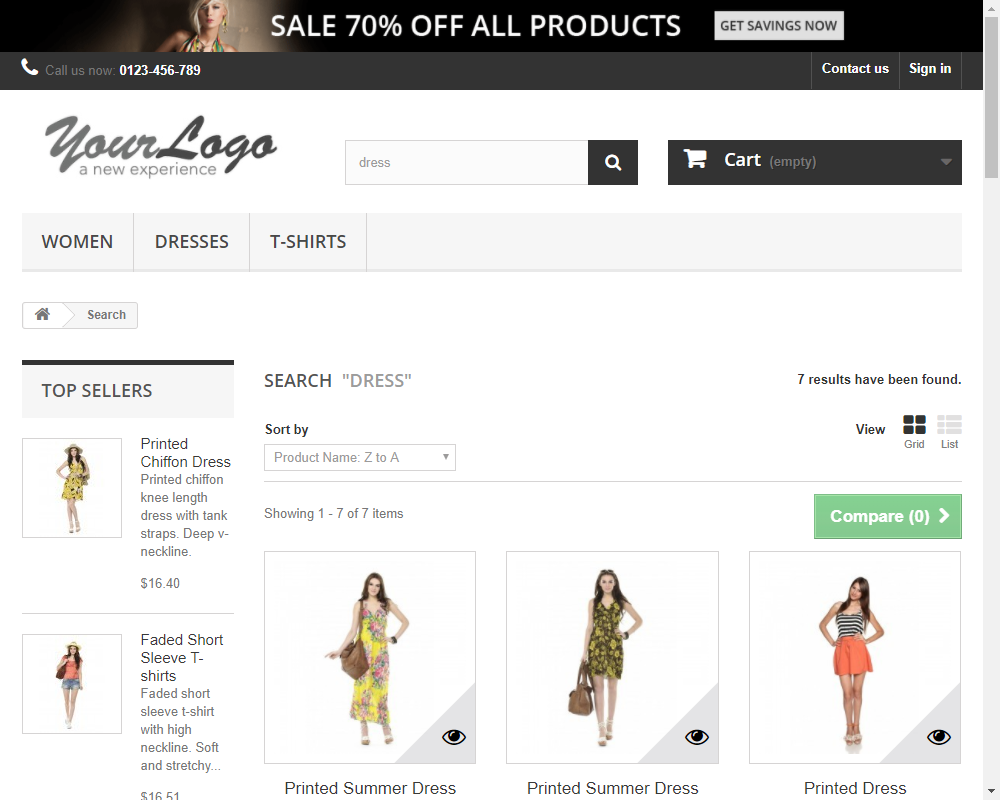 SALE 70% OFF ALL PRODUCTS GET SAVINGS NOW
Call us now: 0123-456-789 Contact us Sign in
YourLogo
a new experience
dress
Cart (empty)
WOMEN DRESSES T-SHIRTS
Search
TOP SELLERS
Printed
Chiffon Dress
Printed chiffon
knee length
dress with tank
straps. Deep v-
neckline.
$16.40
Faded Short
Sleeve T-
shirts
Faded short
sleeve t-shirt
with high
neckline. Soft
and stretchy...
$16.51
SEARCH "DRESS" 7 results have been found.
Sort by View
Product Name: Z to A Grid List
Showing 1 - 7 of 7 items Compare (0)
Printed Summer Dress Printed Summer Dress Printed Dress